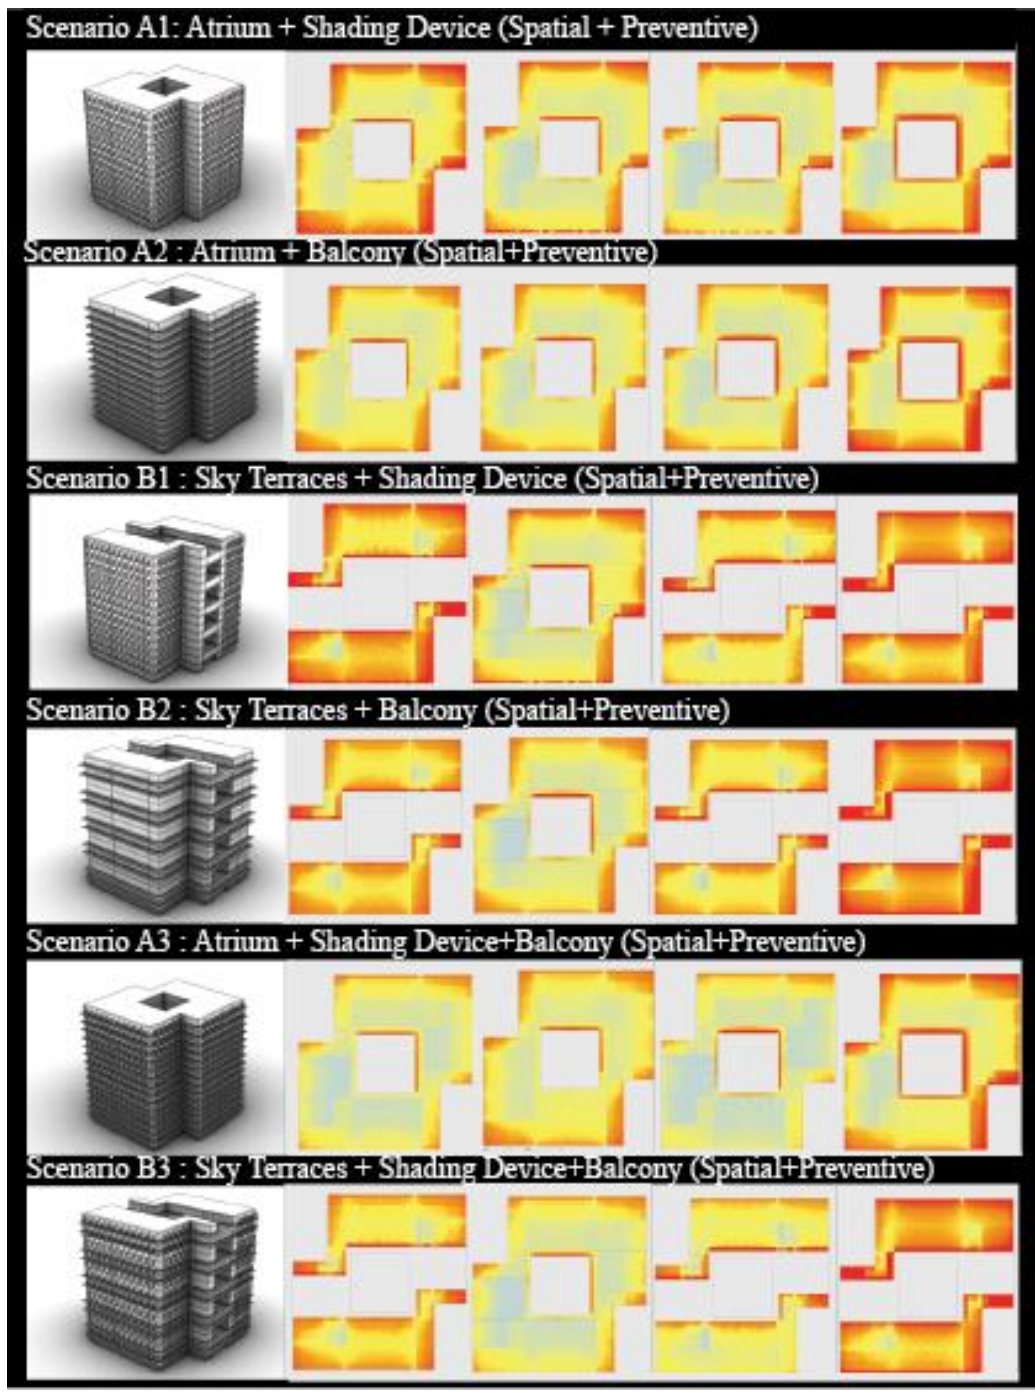 Scenario A1: Atrium + Shading Device (Spatial + Preventive)
Scenario A2 : Atrium + Balcony (Spatial+Preventive)
Scenario B1 : Sky Terraces + Shading Device (Spatial+Preventive)
Scenario B2 : Sky Terraces + Balcony (Spatial+Preventive)
Scenario A3 : Atrium + Shading Device+Balcony (Spatial+Preventive)
Scenario B3 : Sky Terraces + Shading Device+Balcony (Spatial+Preventive)